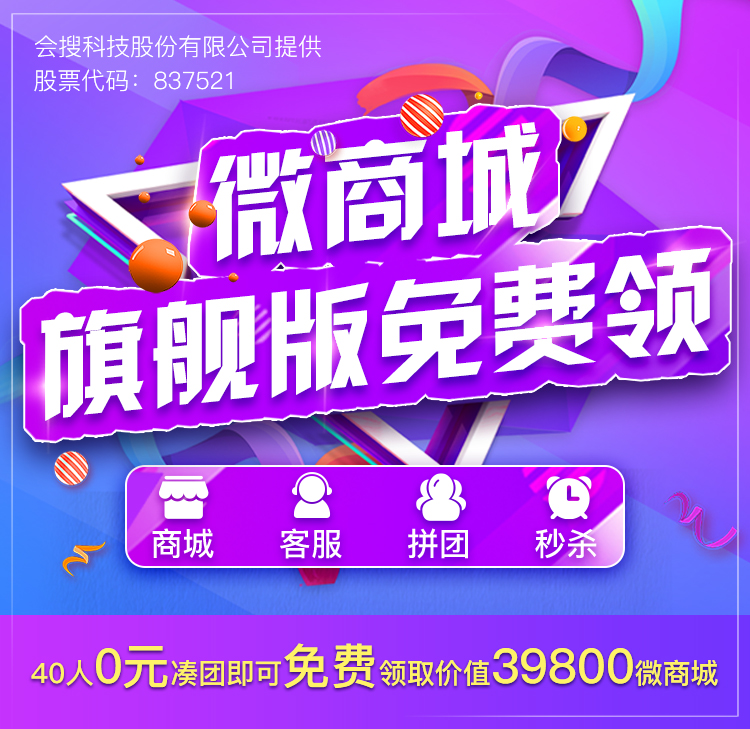 会搜科技股份有限公司提供
股票代码：837521
微商城
旗舰版免费领
商城 客服 拼团 秒杀
40人0元凑团即可免费领取价值39800微商城